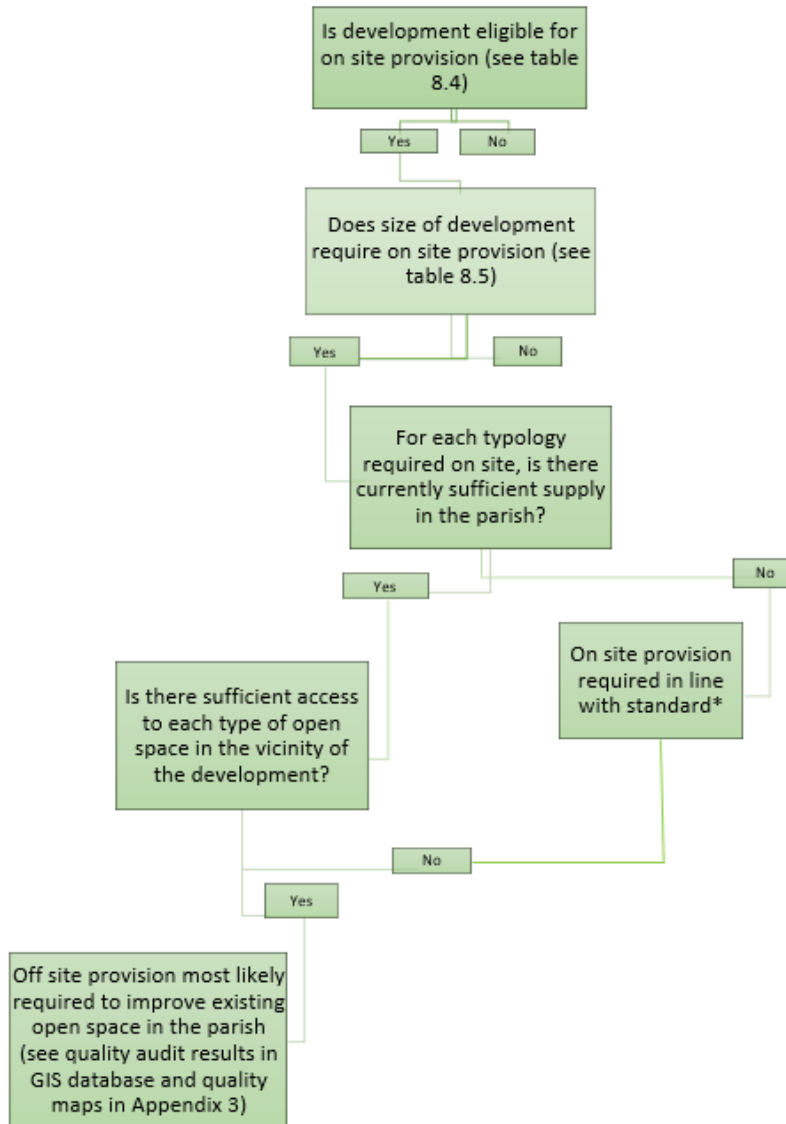 Is development eligible for
on site provision (see table
8.4)
Yes
No
Does size of development
require on site provision (see
table 8.5)
Yes
No
For each typology
required on site, is there
currently sufficient supply
in the parish?
Yes
No
On site provision
required in line
with standard*
Is there sufficient access
to each type of open
space in the vicinity of
the development?
No
Yes
Off site provision most likely
required to improve existing
open space in the parish
(see quality audit results in
GIS database and quality
maps in Appendix 3)